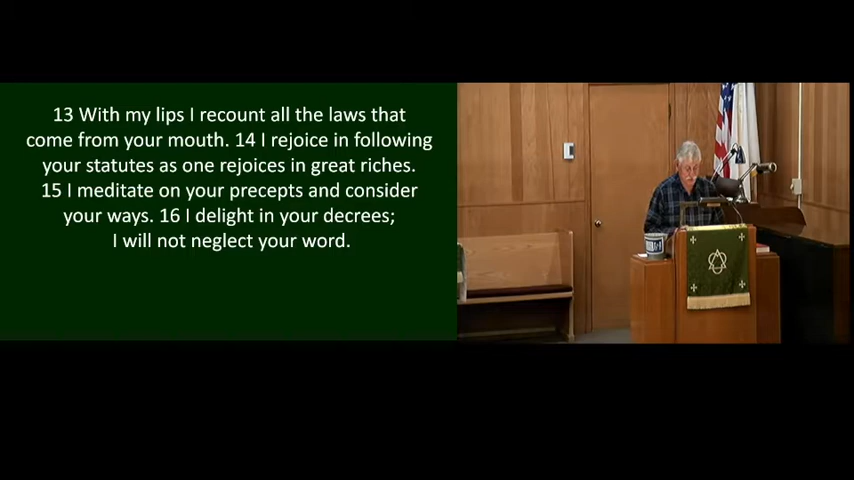 13 With my lips I recount all the laws that
come from your mouth. 14 I rejoice in following
your statutes as one rejoices in great riches.
15 I meditate on your precepts and consider
your ways. 16 I delight in your decrees;
I will not neglect your word.